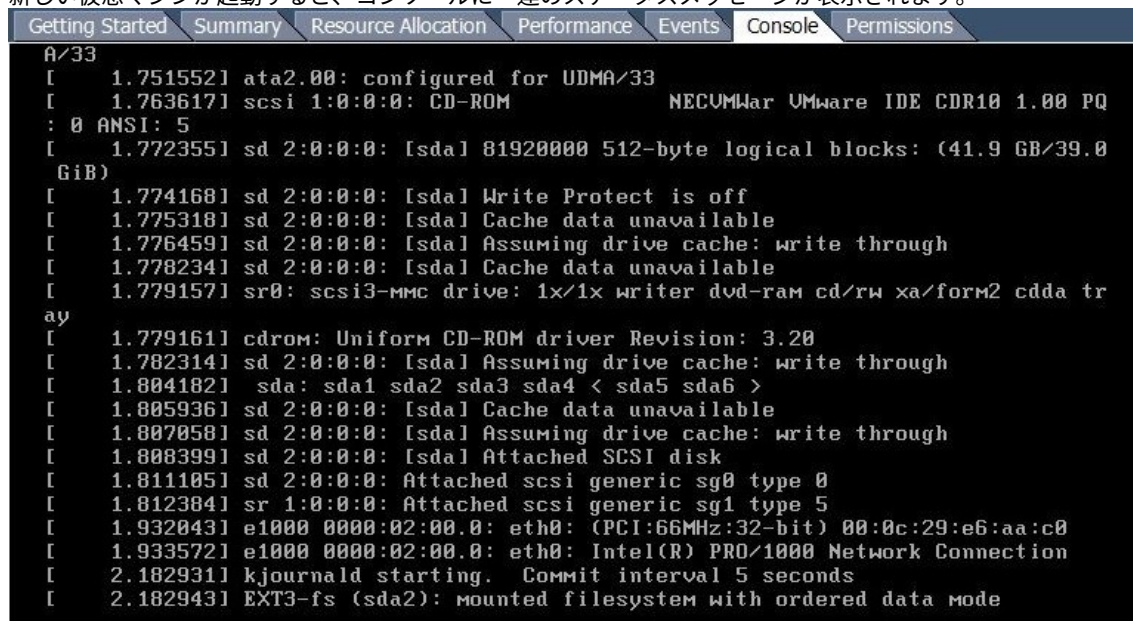 新しい仮想マシンが起動すると、コンソールに一連のステータスメッセージが表示されます。
Getting Started Summary Resource Allocation Performance Events Console Permissions
A/33
[    1.751552] ata2.00: configured for UDMA/33
[    1.763617] scsi 1:0:0:0: CD-ROM            NECVMWar VMware IDE CDR10 1.00 PQ
: 0 ANSI: 5
[    1.772355] sd 2:0:0:0: [sda] 81920000 512-byte logical blocks: (41.9 GB/39.0
 GiB)
[    1.774168] sd 2:0:0:0: [sda] Write Protect is off
[    1.775318] sd 2:0:0:0: [sda] Cache data unavailable
[    1.776459] sd 2:0:0:0: [sda] Assuming drive cache: write through
[    1.778234] sd 2:0:0:0: [sda] Cache data unavailable
[    1.779157] sr0: scsi3-mmc drive: 1x/1x writer dvd-ram cd/rw xa/form2 cdda tr
ay
[    1.779161] cdrom: Uniform CD-ROM driver Revision: 3.20
[    1.782314] sd 2:0:0:0: [sda] Assuming drive cache: write through
[    1.804182]  sda: sda1 sda2 sda3 sda4 < sda5 sda6 >
[    1.805936] sd 2:0:0:0: [sda] Cache data unavailable
[    1.807058] sd 2:0:0:0: [sda] Assuming drive cache: write through
[    1.808399] sd 2:0:0:0: [sda] Attached SCSI disk
[    1.811105] sd 2:0:0:0: Attached scsi generic sg0 type 0
[    1.812384] sr 1:0:0:0: Attached scsi generic sg1 type 5
[    1.932043] e1000 0000:02:00.0: eth0: (PCI:66MHz:32-bit) 00:0c:29:e6:aa:c0
[    1.933572] e1000 0000:02:00.0: eth0: Intel(R) PRO/1000 Network Connection
[    2.182931] kjournald starting.  Commit interval 5 seconds
[    2.182943] EXT3-fs (sda2): mounted filesystem with ordered data mode